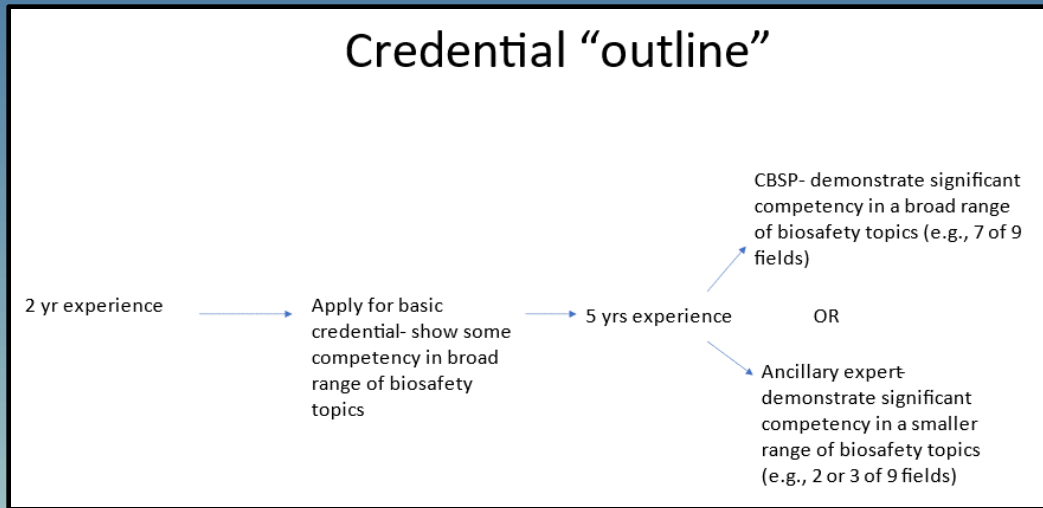 Credential “outline”
2 yr experience
Apply for basic
credential- show some
competency in broad
range of biosafety
topics
5 yrs experience
CBSP- demonstrate significant
competency in a broad range
of biosafety topics (e.g., 7 of 9
fields)
OR
Ancillary expert-
demonstrate significant
competency in a smaller
range of biosafety topics
(e.g., 2 or 3 of 9 fields)